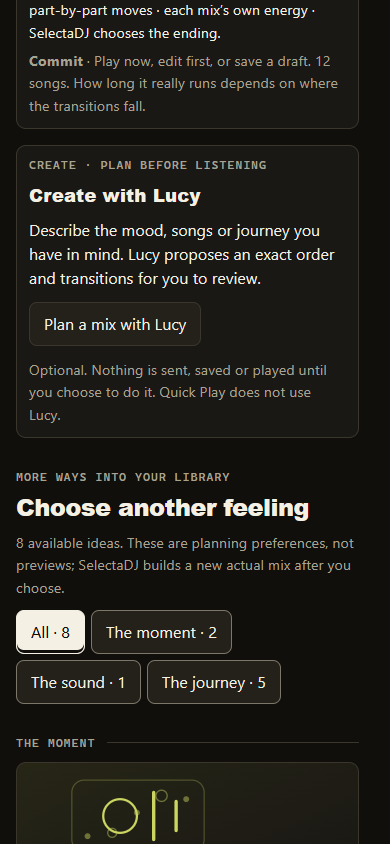 part-by-part moves · each mix’s own energy ·
SelectaDJ chooses the ending.
Commit · Play now, edit first, or save a draft. 12
songs. How long it really runs depends on where
the transitions fall.
CREATE · PLAN BEFORE LISTENING
Create with Lucy
Describe the mood, songs or journey you
have in mind. Lucy proposes an exact order
and transitions for you to review.
Plan a mix with Lucy
Optional. Nothing is sent, saved or played until
you choose to do it. Quick Play does not use
Lucy.
MORE WAYS INTO YOUR LIBRARY
Choose another feeling
8 available ideas. These are planning preferences, not
previews; SelectaDJ builds a new actual mix after you
choose.
All · 8
The moment · 2
The sound · 1
The journey · 5
THE MOMENT